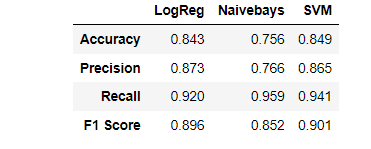 LogReg Naivebays SVM
Accuracy 0.843 0.756 0.849
Precision 0.873 0.766 0.865
Recall 0.920 0.959 0.941
F1 Score 0.896 0.852 0.901